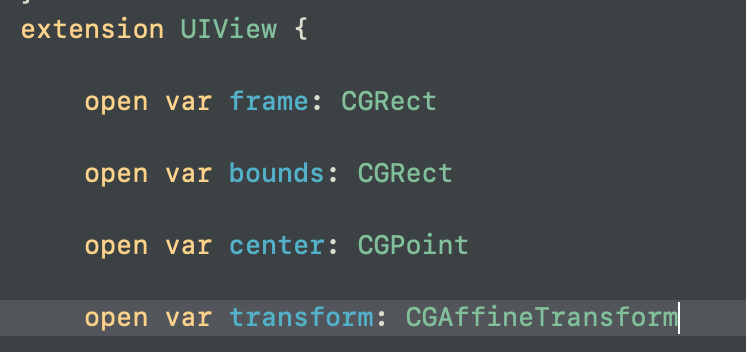 }
extension UIView {
open var frame: CGRect
open var bounds: CGRect
open var center: CGPoint
open var transform: CGAffineTransform